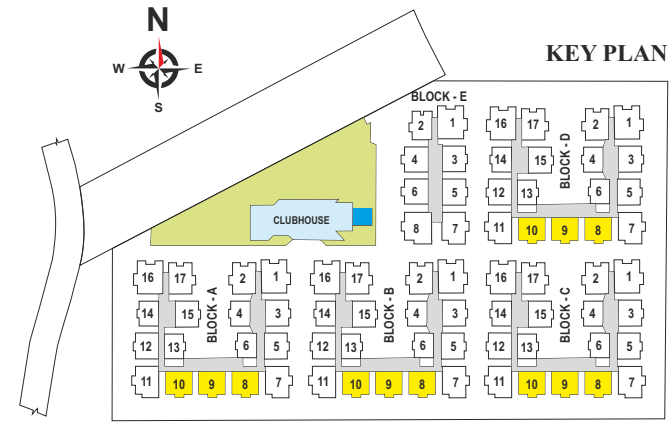 N
W E
S
KEY PLAN
BLOCK - E
2 1
4 3
6 5
8 7
BLOCK - D
16 17 2 1
14 15 4 3
12 13 6 5
11 10 9 8 7
CLUBHOUSE
BLOCK - A
16 17 2 1
14 15 4 3
12 13 6 5
11 10 9 8 7
BLOCK - B
16 17 2 1
14 15 4 3
12 13 6 5
11 10 9 8 7
BLOCK - C
16 17 2 1
14 15 4 3
12 13 6 5
11 10 9 8 7